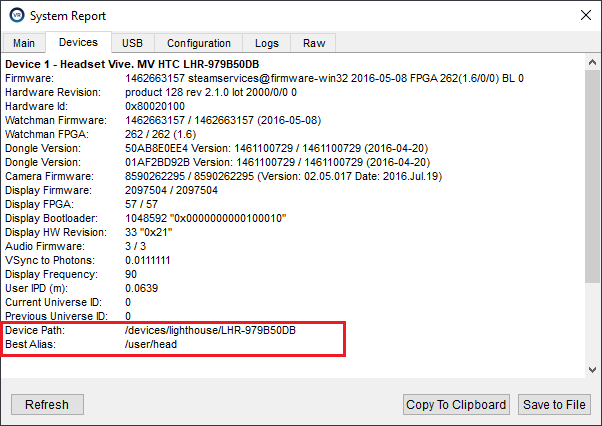 VR System Report
Main Devices USB Configuration Logs Raw
Device 1 - Headset Vive. MV HTC LHR-979B50DB
Firmware: 1462663157 steamservices@firmware-win32 2016-05-08 FPGA 262(1.6/0/0) BL 0
Hardware Revision: product 128 rev 2.1.0 lot 2000/0/0 0
Hardware Id: 0x80020100
Watchman Firmware: 1462663157 / 1462663157 (2016-05-08)
Watchman FPGA: 262 / 262 (1.6)
Dongle Version: 50AB8E0EE4 Version: 1461100729 / 1461100729 (2016-04-20)
Dongle Version: 01AF2BD92B Version: 1461100729 / 1461100729 (2016-04-20)
Camera Firmware: 8590262295 / 8590262295 (Version: 02.05.017 Date: 2016.Jul.19)
Display Firmware: 2097504 / 2097504
Display FPGA: 57 / 57
Display Bootloader: 1048592 "0x0000000000100010"
Display HW Revision: 33 "0x21"
Audio Firmware: 3 / 3
VSync to Photons: 0.0111111
Display Frequency: 90
User IPD (m): 0.0639
Current Universe ID: 0
Previous Universe ID: 0
Device Path: /devices/lighthouse/LHR-979B50DB
Best Alias: /user/head
Refresh Copy To Clipboard Save to File